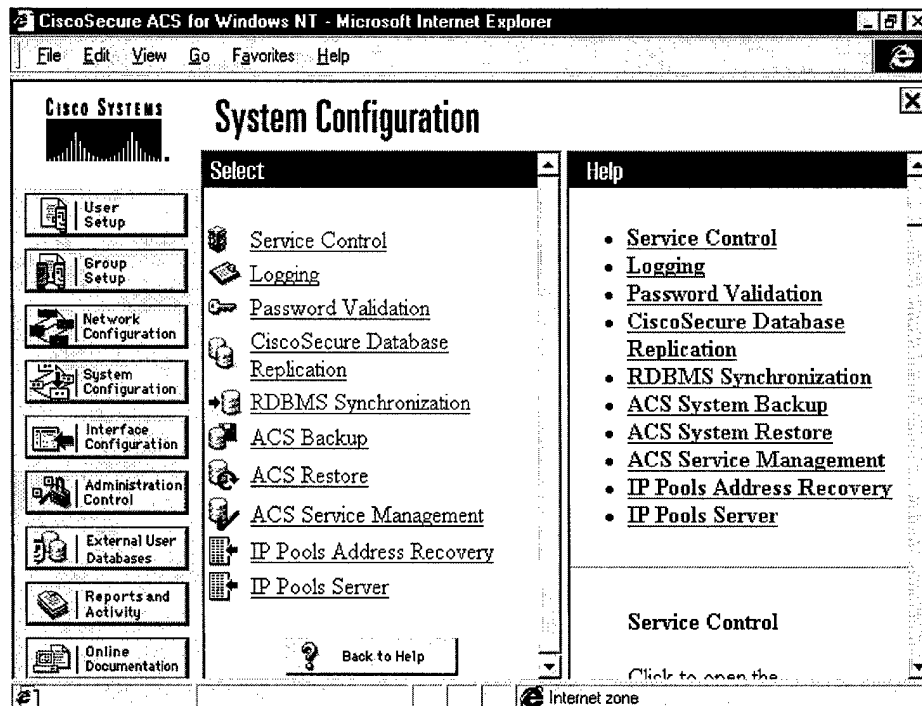 CiscoSecure ACS for Windows NT - Microsoft Internet Explorer
File Edit View Go Favorites Help
CISCO SYSTEMS
System Configuration
User
Setup
Group
Setup
Network
Configuration
System
Configuration
Interface
Configuration
Administration
Control
External User
Databases
Reports and
Activity
Online
Documentation
Select
Service Control
Logging
Password Validation
CiscoSecure Database
Replication
RDBMS Synchronization
ACS Backup
ACS Restore
ACS Service Management
IP Pools Address Recovery
IP Pools Server
Back to Help
Help
• Service Control
• Logging
• Password Validation
• CiscoSecure Database
Replication
• RDBMS Synchronization
• ACS System Backup
• ACS System Restore
• ACS Service Management
• IP Pools Address Recovery
• IP Pools Server
Service Control
Click to open the
Internet zone